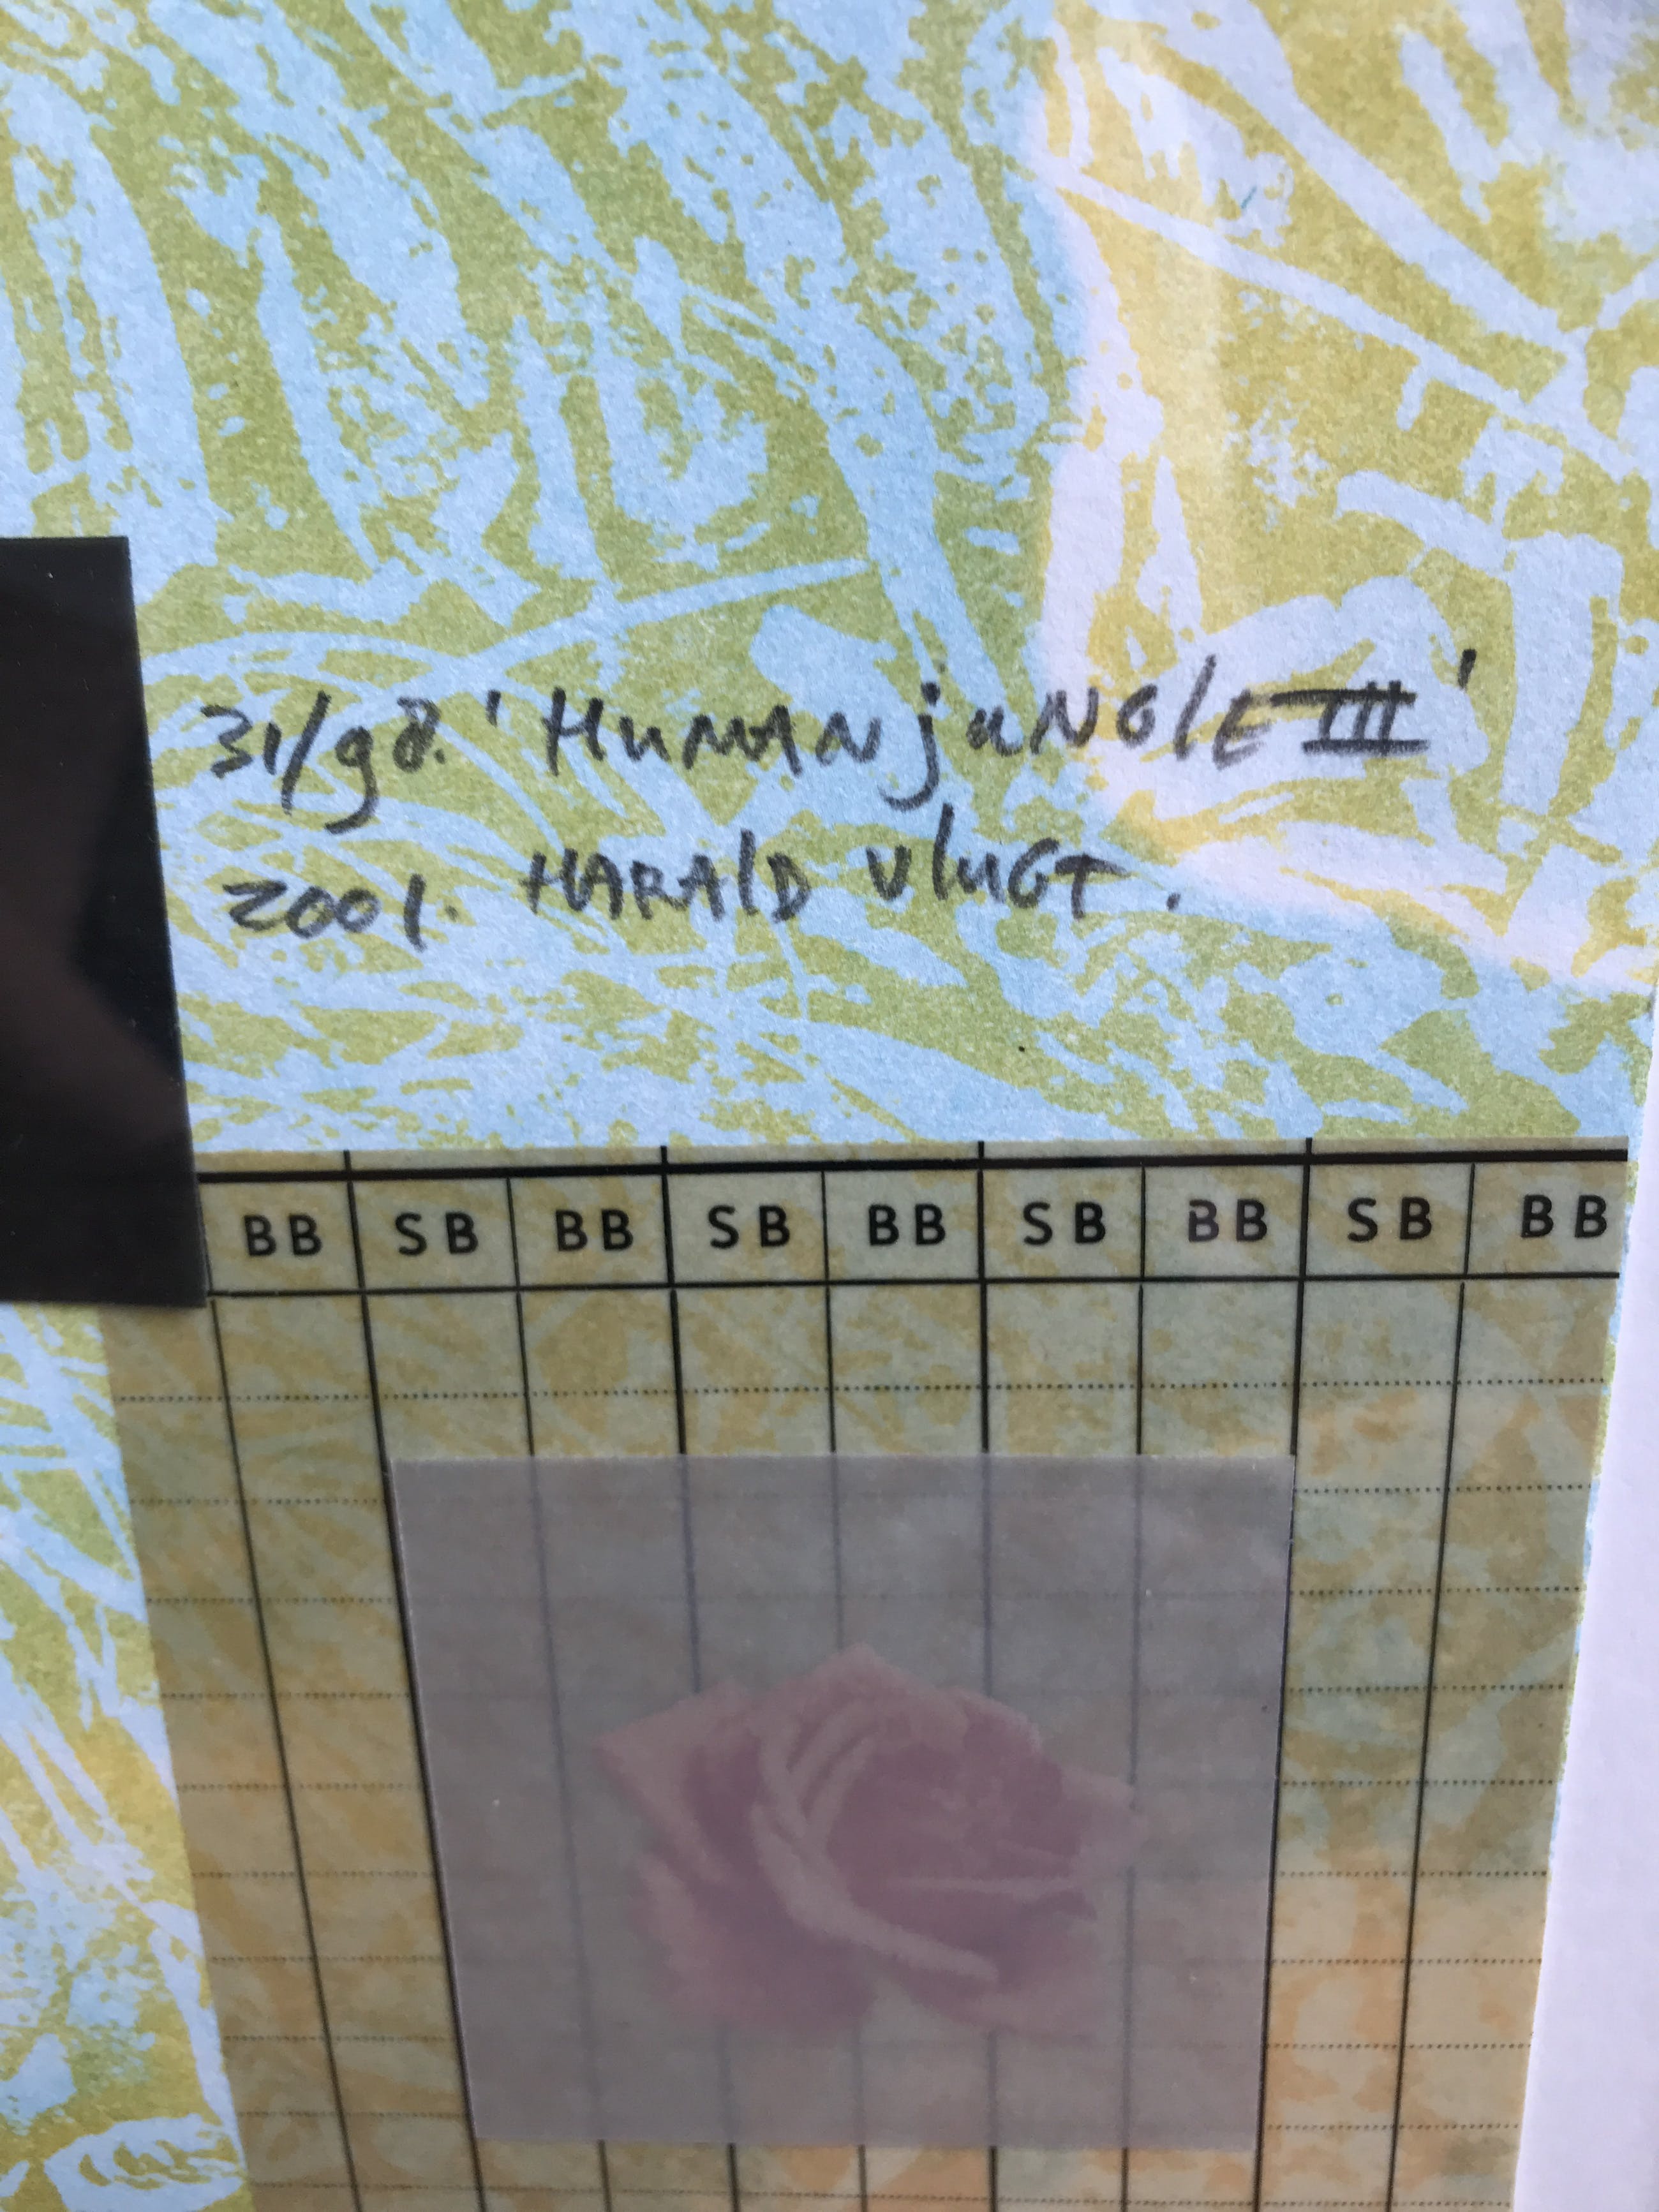 31/98. 'HUMAN jUNGlE III'
2001. HARAlD VlUGT.
BB SB BB SB BB SB BB SB BB